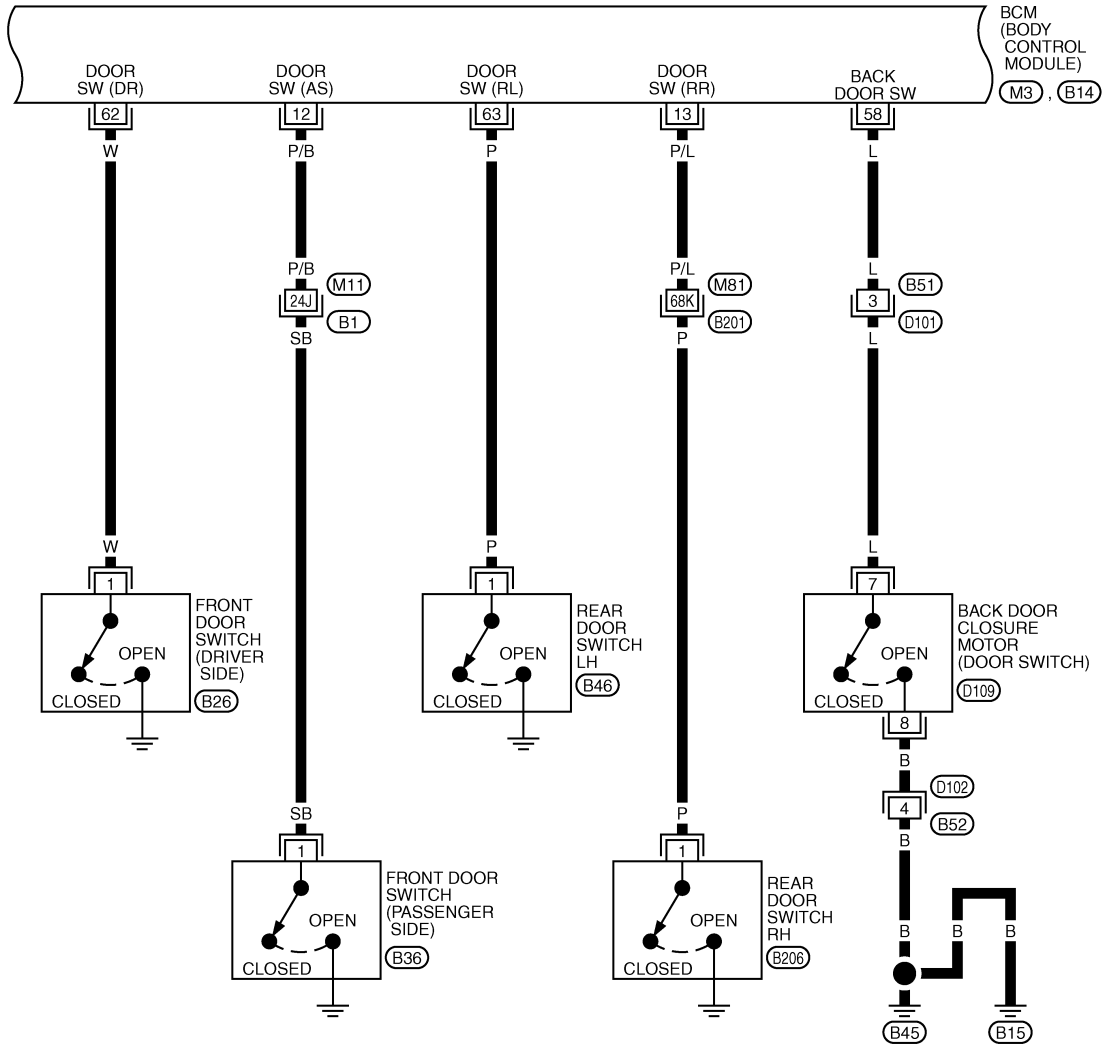 BCM
(BODY
CONTROL
MODULE)
M3 , B14
DOOR
SW (DR)
DOOR
SW (AS)
DOOR
SW (RL)
DOOR
SW (RR)
BACK
DOOR SW
62
12
63
13
58
W
P/B
P
P/L
L
P/B
P/L
L
M11
M81
B51
24J
68K
3
B1
B201
D101
SB
P
L
W
P
L
1
1
7
FRONT
DOOR
SWITCH
(DRIVER
SIDE)
B26
OPEN
CLOSED
REAR
DOOR
SWITCH
LH
B46
OPEN
CLOSED
BACK DOOR
CLOSURE
MOTOR
(DOOR SWITCH)
D109
OPEN
CLOSED
8
B
D102
4
B52
B
SB
P
1
1
FRONT DOOR
SWITCH
(PASSENGER
SIDE)
B36
OPEN
CLOSED
REAR
DOOR
SWITCH
RH
B206
OPEN
CLOSED
B
B
B
B45
B15